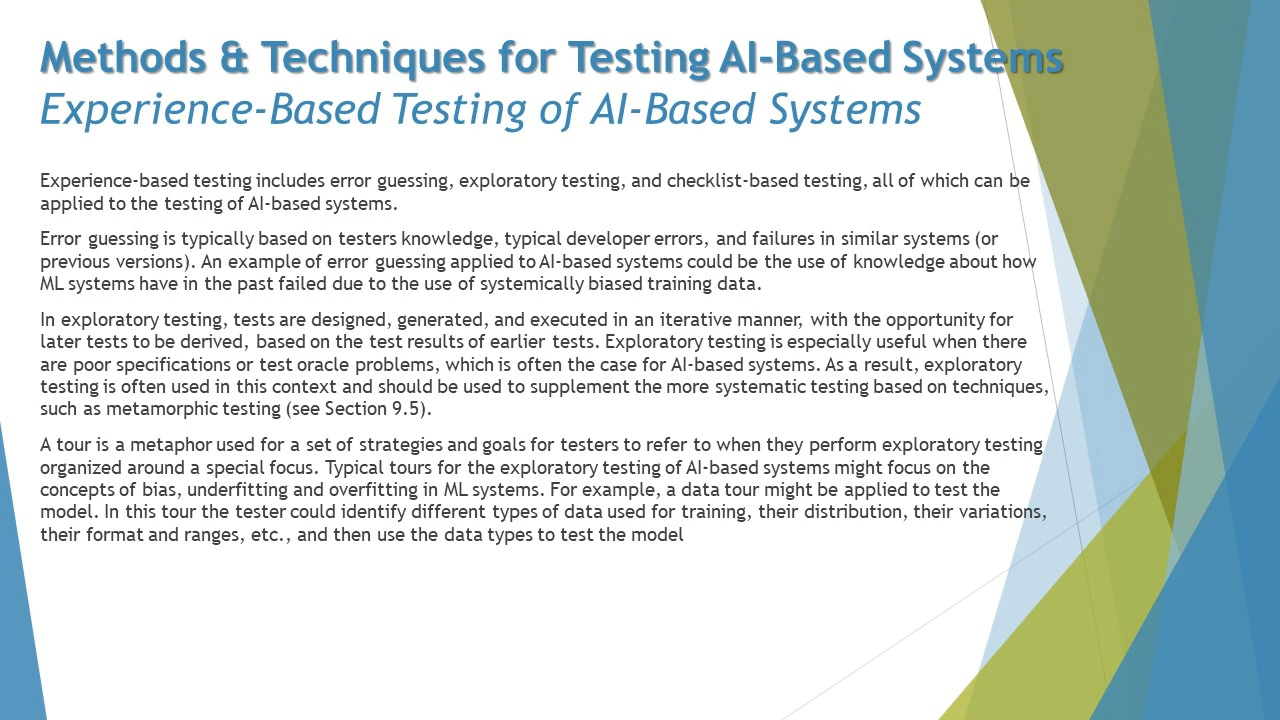 Methods & Techniques for Testing AI-Based Systems
Experience-Based Testing of AI-Based Systems
Experience-based testing includes error guessing, exploratory testing, and checklist-based testing, all of which can be
applied to the testing of AI-based systems.
Error guessing is typically based on testers knowledge, typical developer errors, and failures in similar systems (or
previous versions). An example of error guessing applied to AI-based systems could be the use of knowledge about how
ML systems have in the past failed due to the use of systemically biased training data.
In exploratory testing, tests are designed, generated, and executed in an iterative manner, with the opportunity for
later tests to be derived, based on the test results of earlier tests. Exploratory testing is especially useful when there
are poor specifications or test oracle problems, which is often the case for AI-based systems. As a result, exploratory
testing is often used in this context and should be used to supplement the more systematic testing based on techniques,
such as metamorphic testing (see Section 9.5).
A tour is a metaphor used for a set of strategies and goals for testers to refer to when they perform exploratory testing
organized around a special focus. Typical tours for the exploratory testing of AI-based systems might focus on the
concepts of bias, underfitting and overfitting in ML systems. For example, a data tour might be applied to test the
model. In this tour the tester could identify different types of data used for training, their distribution, their variations,
their format and ranges, etc., and then use the data types to test the model